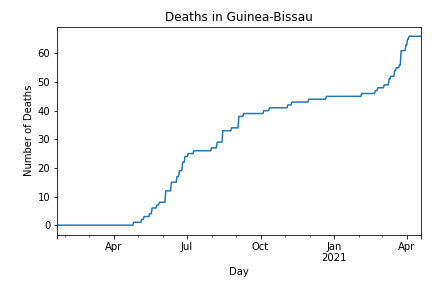 Deaths in Guinea-Bissau
Number of Deaths
60
50
40
30
20
10
0
Apr
Jul
Oct
Jan
2021
Apr
Day